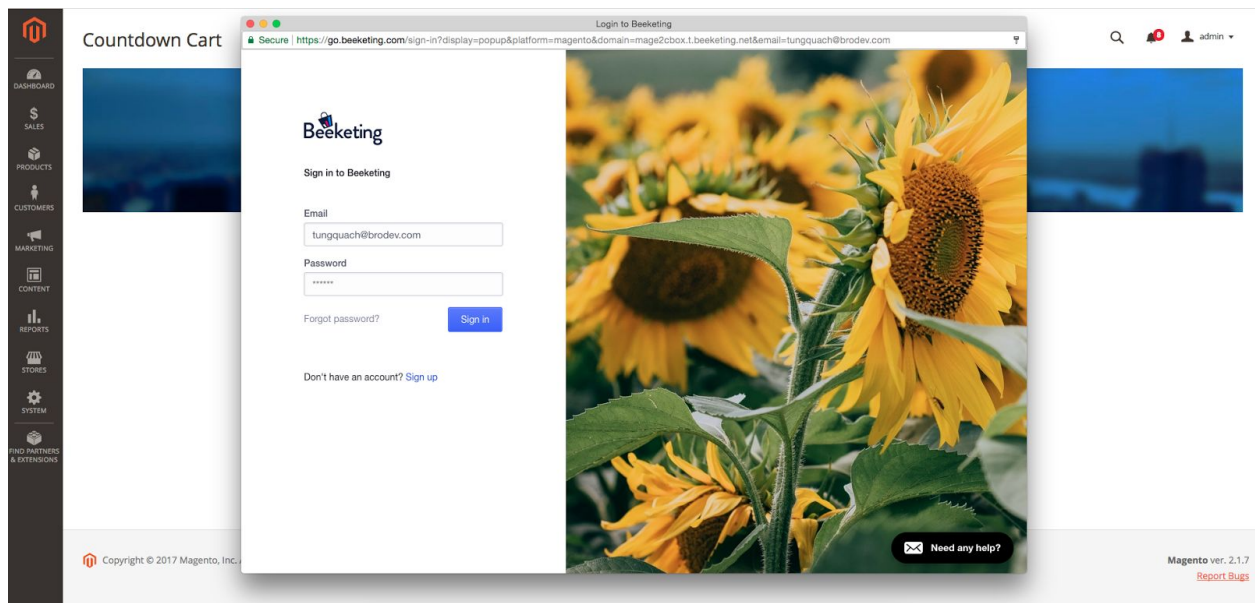 Login to Beeketing
Secure | https://go.beeketing.com/sign-in?display=popup&platform=magento&domain=mage2cbox.t.beeketing.net&email=tungquach@brodev.com
Countdown Cart
8
admin
DASHBOARD
$
SALES
PRODUCTS
CUSTOMERS
MARKETING
CONTENT
REPORTS
STORES
SYSTEM
FIND PARTNERS
& EXTENSIONS
Beeketing
Sign in to Beeketing
Email
tungquach@brodev.com
Password
******
Forgot password?
Sign in
Don't have an account? Sign up
Need any help?
Copyright © 2017 Magento, Inc.
Magento ver. 2.1.7
Report Bugs